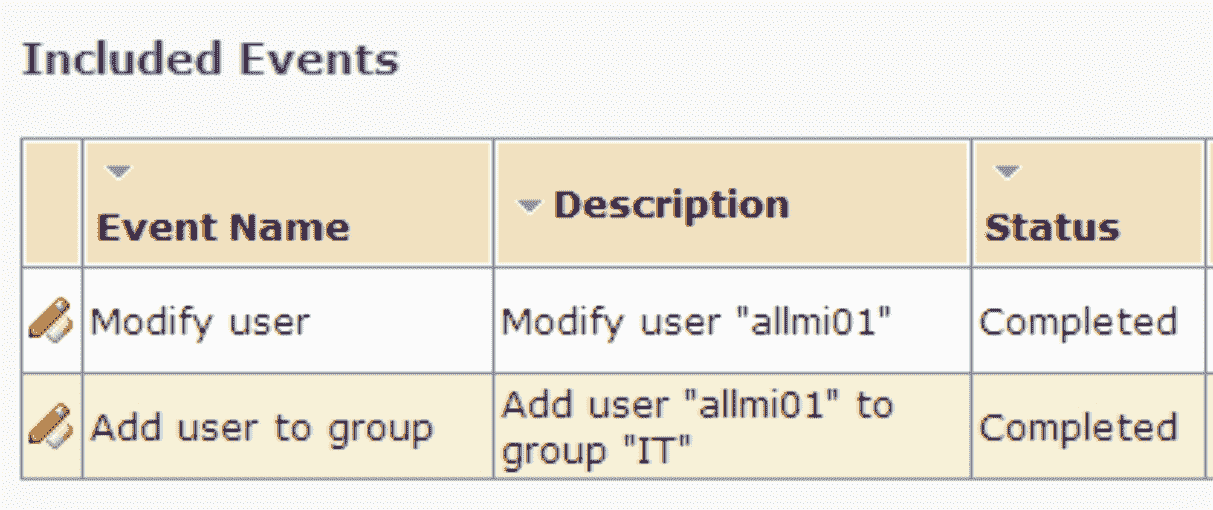 Included Events
Event Name
Description
Status
Modify user
Modify user "allmi01"
Completed
Add user to group
Add user "allmi01" to
group "IT"
Completed